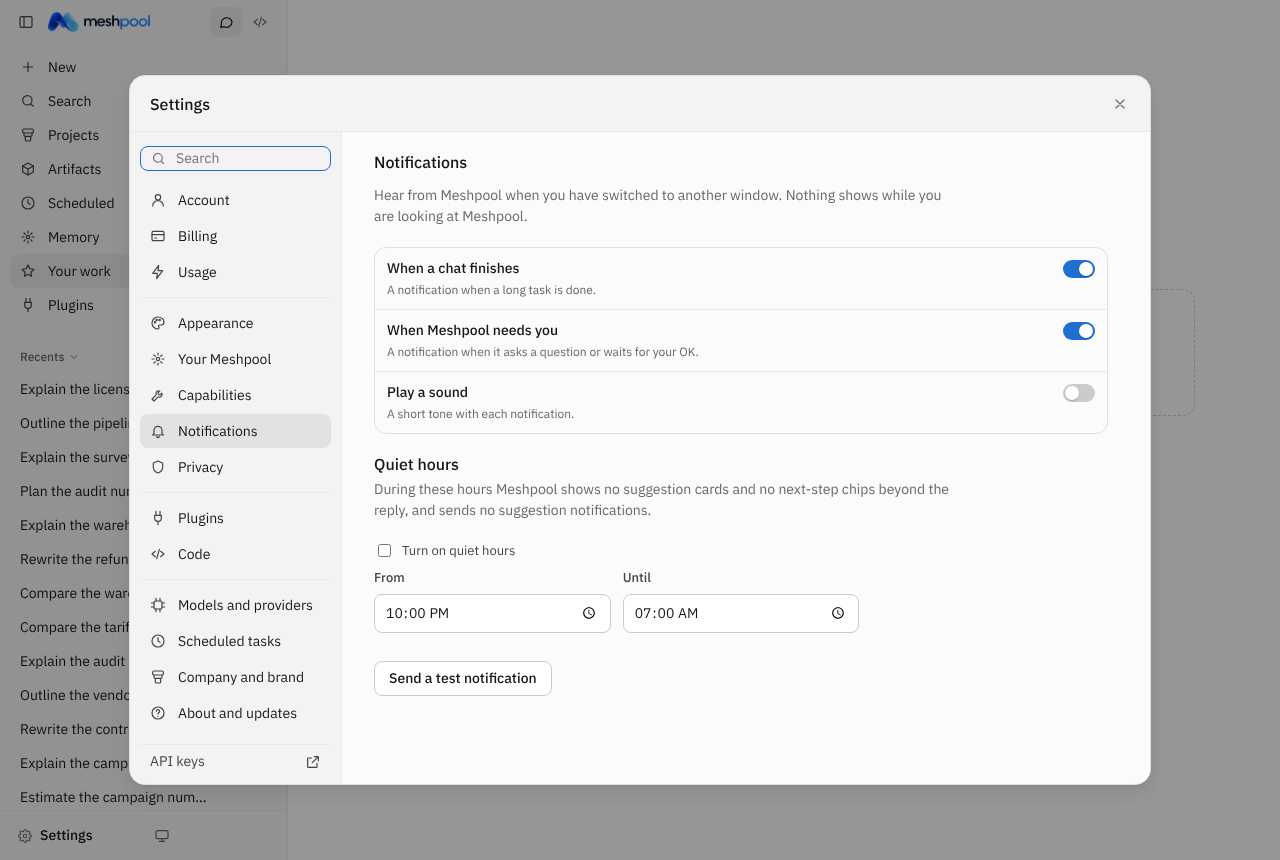 meshpool
New
Search
Projects
Artifacts
Scheduled
Memory
Your work
Plugins
Recents
Explain the licens
Outline the pipeli
Explain the surve
Plan the audit nu
Explain the wareh
Rewrite the refun
Compare the ware
Compare the tarif
Explain the audit
Outline the vendo
Rewrite the contr
Explain the camp
Estimate the campaign num...
Settings
Settings
Search
Account
Billing
Usage
Appearance
Your Meshpool
Capabilities
Notifications
Privacy
Plugins
Code
Models and providers
Scheduled tasks
Company and brand
About and updates
API keys
Notifications
Hear from Meshpool when you have switched to another window. Nothing shows while you
are looking at Meshpool.
When a chat finishes
A notification when a long task is done.
When Meshpool needs you
A notification when it asks a question or waits for your OK.
Play a sound
A short tone with each notification.
Quiet hours
During these hours Meshpool shows no suggestion cards and no next-step chips beyond the
reply, and sends no suggestion notifications.
Turn on quiet hours
From
Until
10:00 PM
07:00 AM
Send a test notification